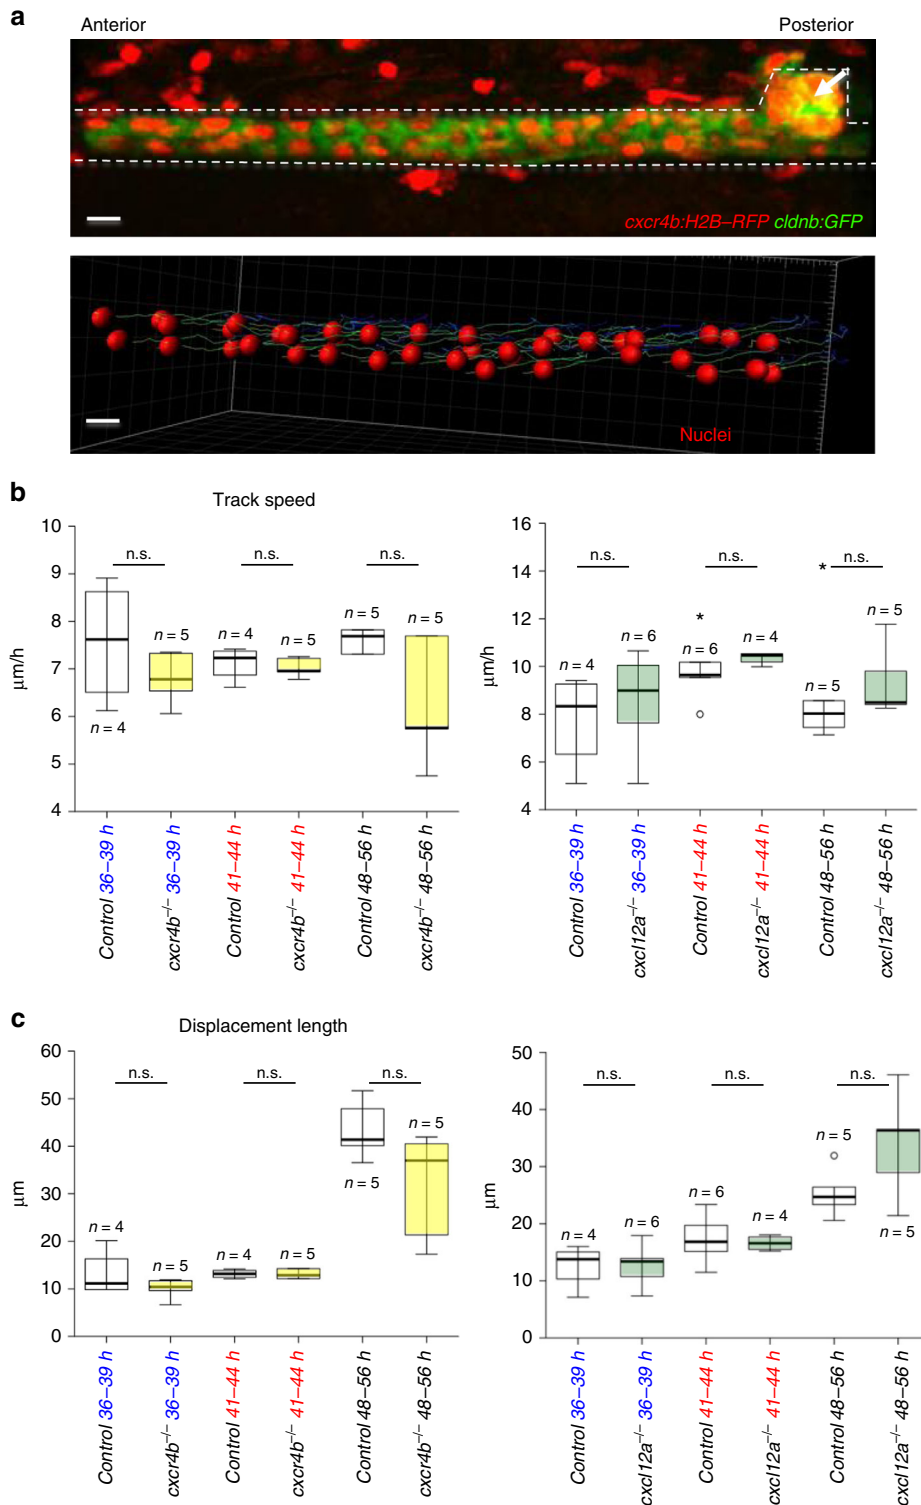 a
Anterior
Posterior
cxcr4b:H2B–RFP cldnb:GFP
Nuclei
b
Track speed
10
9
8
7
6
5
4
μm/h
n.s.
n.s.
n.s.
n = 4
n = 5
n = 4
n = 5
n = 5
n = 5
Control 36–39 h
cxcr4b–/– 36–39 h
Control 41–44 h
cxcr4b–/– 41–44 h
Control 48–56 h
cxcr4b–/– 48–56 h
16
14
12
10
8
6
4
μm/h
n.s.
n.s.
n.s.
*
*
n = 4
n = 6
n = 6
n = 4
n = 5
n = 5
Control 36–39 h
cxcl12a–/– 36–39 h
Control 41–44 h
cxcl12a–/– 41–44 h
Control 48–56 h
cxcl12a–/– 48–56 h
c
Displacement length
60
50
40
30
20
10
0
μm
n.s.
n.s.
n.s.
n = 4
n = 5
n = 4
n = 5
n = 5
n = 5
Control 36–39 h
cxcr4b–/– 36–39 h
Control 41–44 h
cxcr4b–/– 41–44 h
Control 48–56 h
cxcr4b–/– 48–56 h
50
40
30
20
10
0
μm
n.s.
n.s.
n.s.
n = 4
n = 6
n = 6
n = 4
n = 5
n = 5
Control 36–39 h
cxcl12a–/– 36–39 h
Control 41–44 h
cxcl12a–/– 41–44 h
Control 48–56 h
cxcl12a–/– 48–56 h